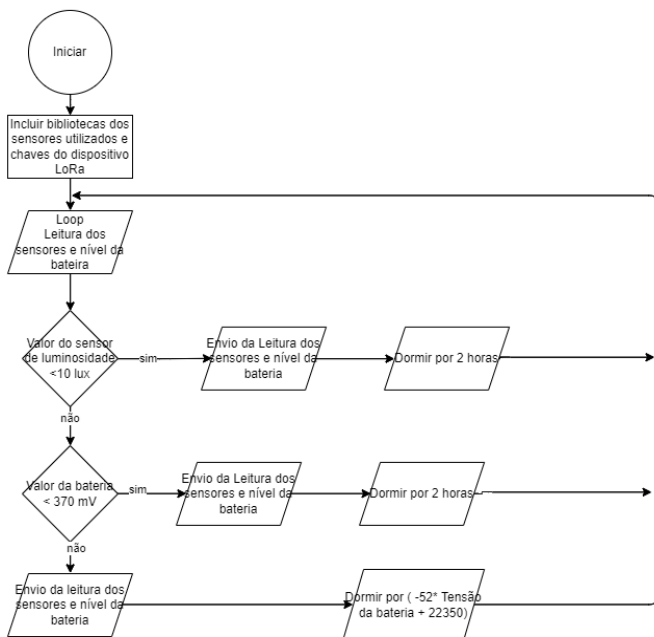 Iniciar
Incluir bibliotecas dos
sensores utilizados e
chaves do dispositivo
LoRa
Loop
Leitura dos
sensores e nível da
bateira
Valor do sensor
de luminosidade
<10 lux
sim
Envio da Leitura dos
sensores e nível da
bateria
Dormir por 2 horas
não
Valor da bateria
< 370 mV
sim
Envio da Leitura dos
sensores e nível da
bateria
Dormir por 2 horas
não
Envio da leitura dos
sensores e nível da
bateria
Dormir por ( -52* Tensão
da bateria + 22350)